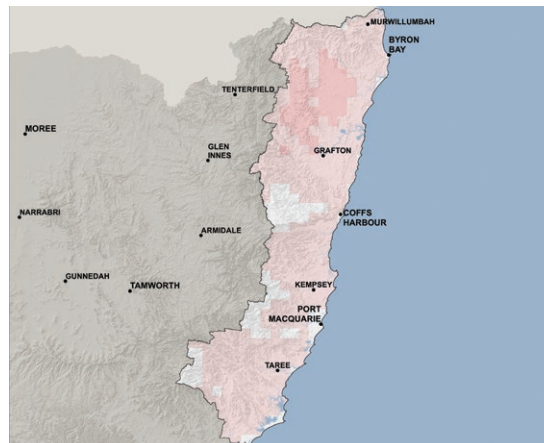 MURWILLUMBAH
BYRON
BAY
TENTERFIELD
MOREE
GLEN
INNES
GRAFTON
NARRABRI
COFFS
HARBOUR
ARMIDALE
GUNNEDAH
TAMWORTH
KEMPSEY
PORT
MACQUARIE
TAREE